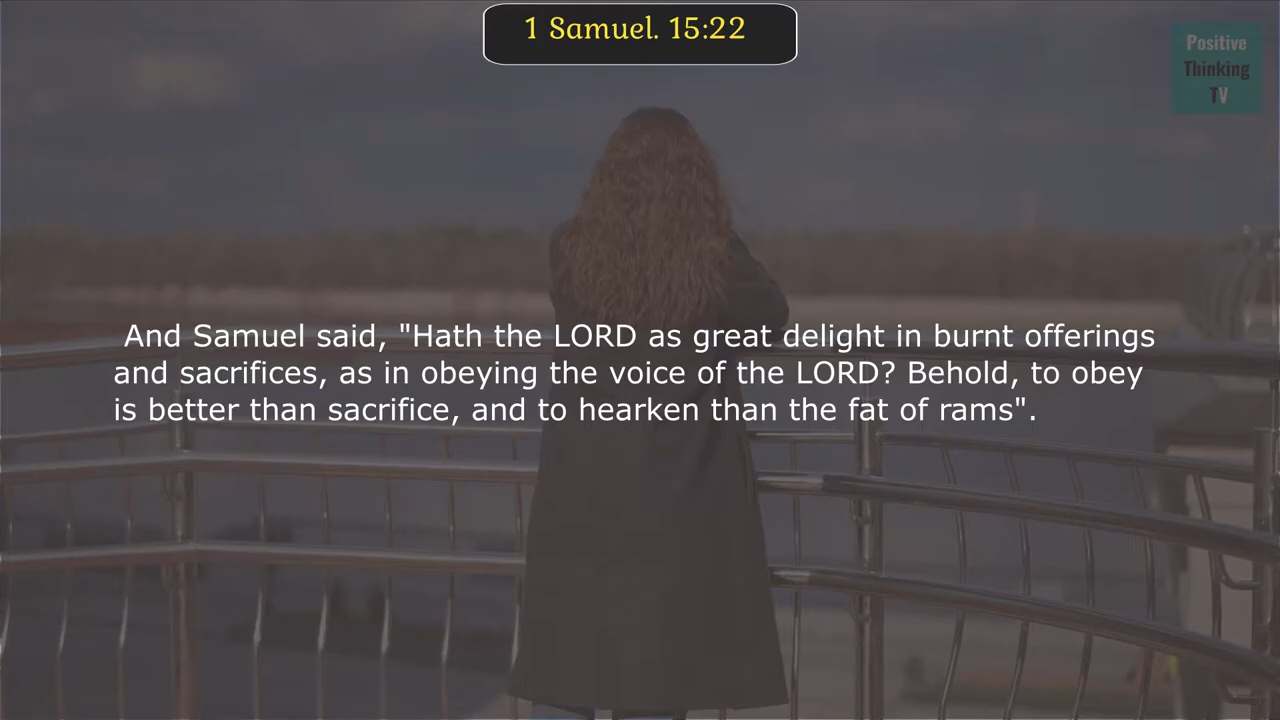 1 Samuel. 15:22
Positive
Thinking
TV
And Samuel said, "Hath the LORD as great delight in burnt offerings
and sacrifices, as in obeying the voice of the LORD? Behold, to obey
is better than sacrifice, and to hearken than the fat of rams".